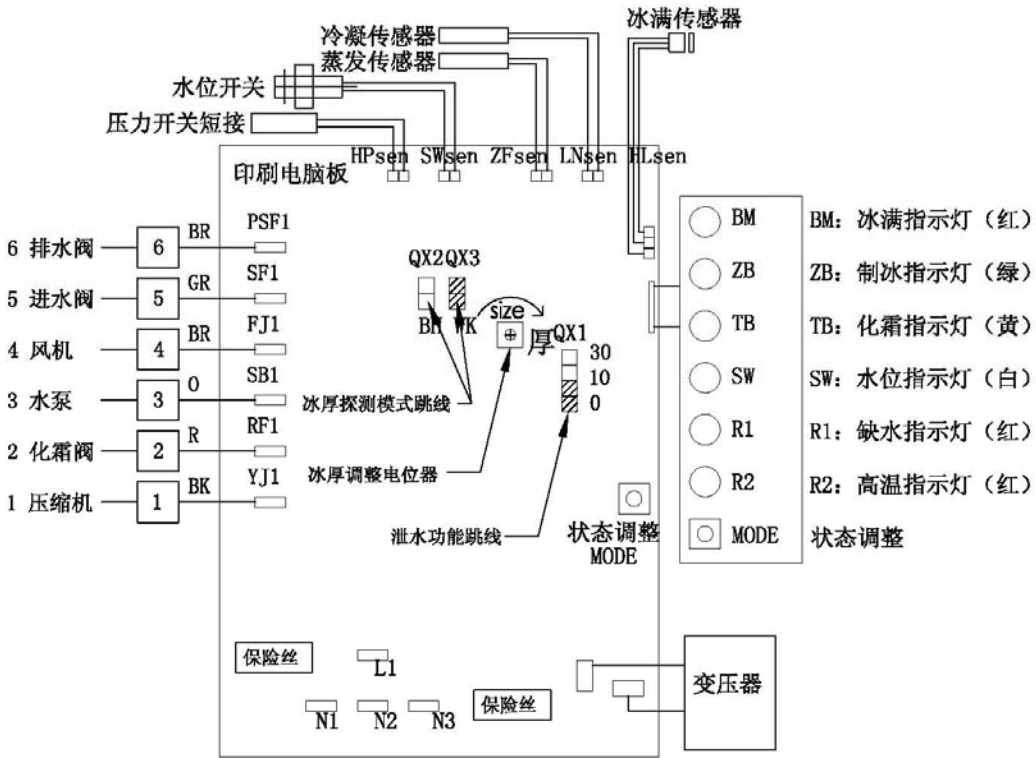 冰满传感器
冷凝传感器
蒸发传感器
水位开关
压力开关短接
HPsen SWsen ZFsen LNsen HLsen
印刷电脑板
6 排水阀 6 BR PSF1
5 进水阀 5 GR SF1
4 风机 4 BR FJ1
3 水泵 3 O SB1
2 化霜阀 2 R RF1
1 压缩机 1 BK YJ1
QX2 QX3
size
厚
QX1
30
10
0
冰厚探测模式跳线
冰厚调整电位器
泄水功能跳线
状态调整
MODE
BM BM: 冰满指示灯 (红)
ZB ZB: 制冰指示灯 (绿)
TB TB: 化霜指示灯 (黄)
SW SW: 水位指示灯 (白)
R1 R1: 缺水指示灯 (红)
R2 R2: 高温指示灯 (红)
MODE 状态调整
保险丝
L1
N1 N2 N3
保险丝
变压器